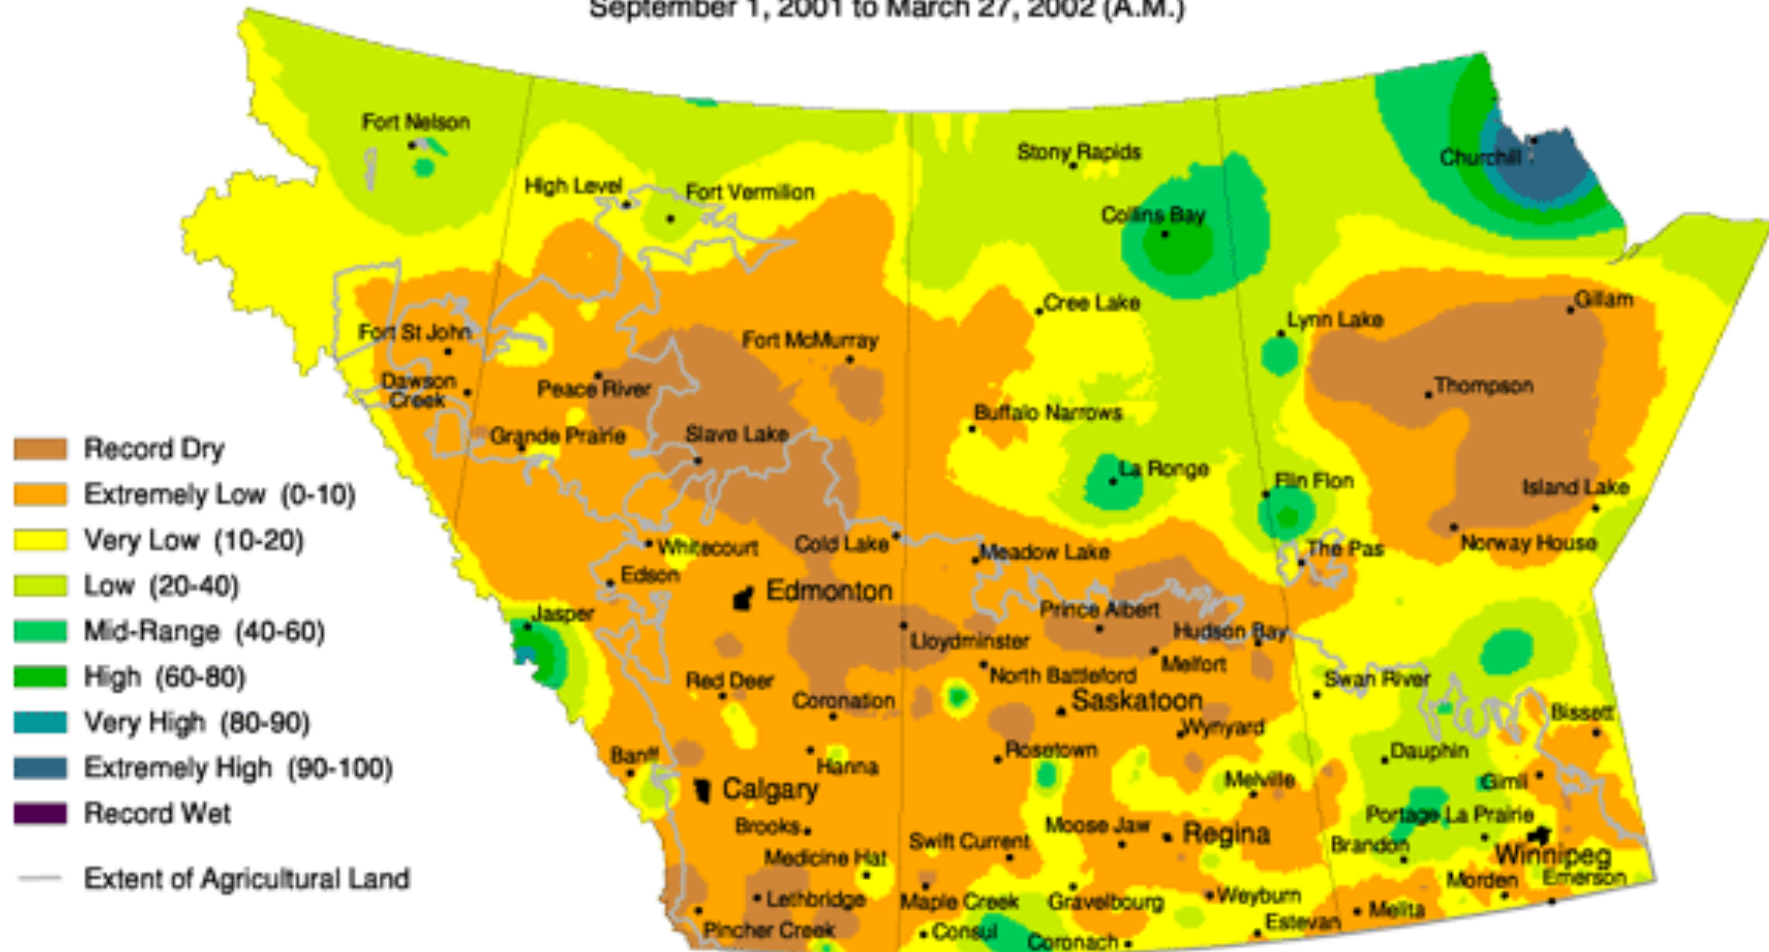 September 1, 2001 to March 27, 2002 (A.M.)
Fort Nelson
Stony Rapids
Churchill
High Level
Fort Vermilion
Collins Bay
Cree Lake
Gillam
Lynn Lake
Fort St John
Fort McMurray
Dawson
Creek
Peace River
Thompson
Buffalo Narrows
Grande Prairie
Slave Lake
La Ronge
Flin Flon
Island Lake
Whitecourt
Cold Lake
Meadow Lake
The Pas
Norway House
Edson
Edmonton
Jasper
Prince Albert
Hudson Bay
Lloydminster
Melfort
North Battleford
Red Deer
Swan River
Coronation
Saskatoon
Bissett
Wynyard
Banff
Hanna
Rosetown
Dauphin
Calgary
Melville
Gimli
Brooks
Portage La Prairie
Swift Current
Moose Jaw
Regina
Brandon
Winnipeg
Medicine Hat
Morden
Emerson
Lethbridge
Maple Creek
Gravelbourg
Weyburn
Melita
Pincher Creek
Consul
Coronach
Estevan
Record Dry
Extremely Low (0-10)
Very Low (10-20)
Low (20-40)
Mid-Range (40-60)
High (60-80)
Very High (80-90)
Extremely High (90-100)
Record Wet
Extent of Agricultural Land